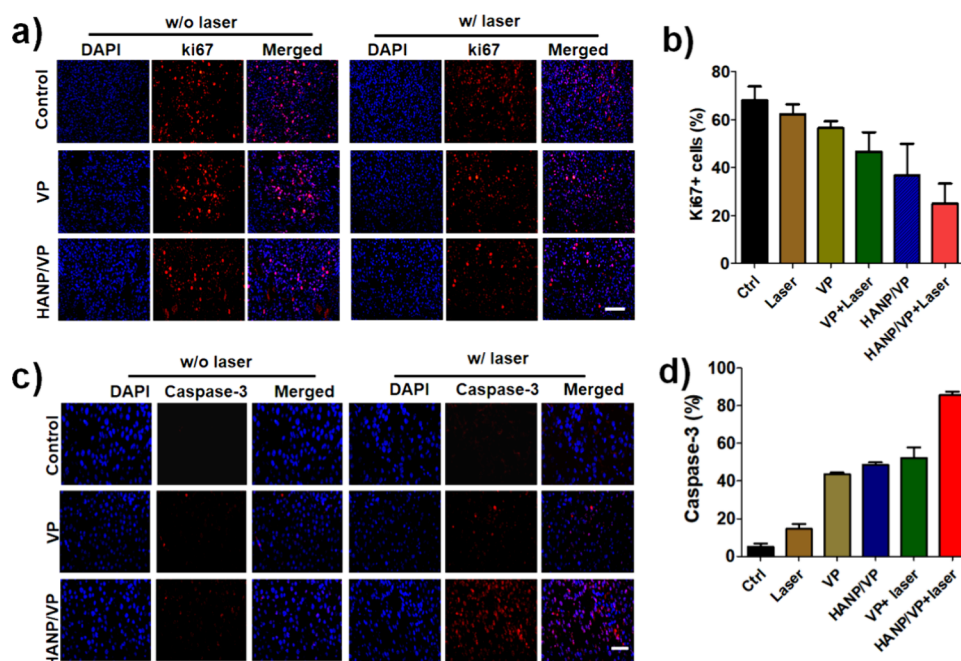 a)
w/o laser
w/ laser
DAPI ki67 Merged
DAPI ki67 Merged
Control
VP
HANP/VP
b)
Ki67+ cells (%)
80
60
40
20
0
Ctrl
Laser
VP
VP+Laser
HANP/VP
HANP/VP+Laser
c)
w/o laser
w/ laser
DAPI Caspase-3 Merged
DAPI Caspase-3 Merged
Control
VP
HANP/VP
d)
Caspase-3 (%)
100
80
60
40
20
0
Ctrl
Laser
VP
HANP/VP
VP+ laser
HANP/VP+laser